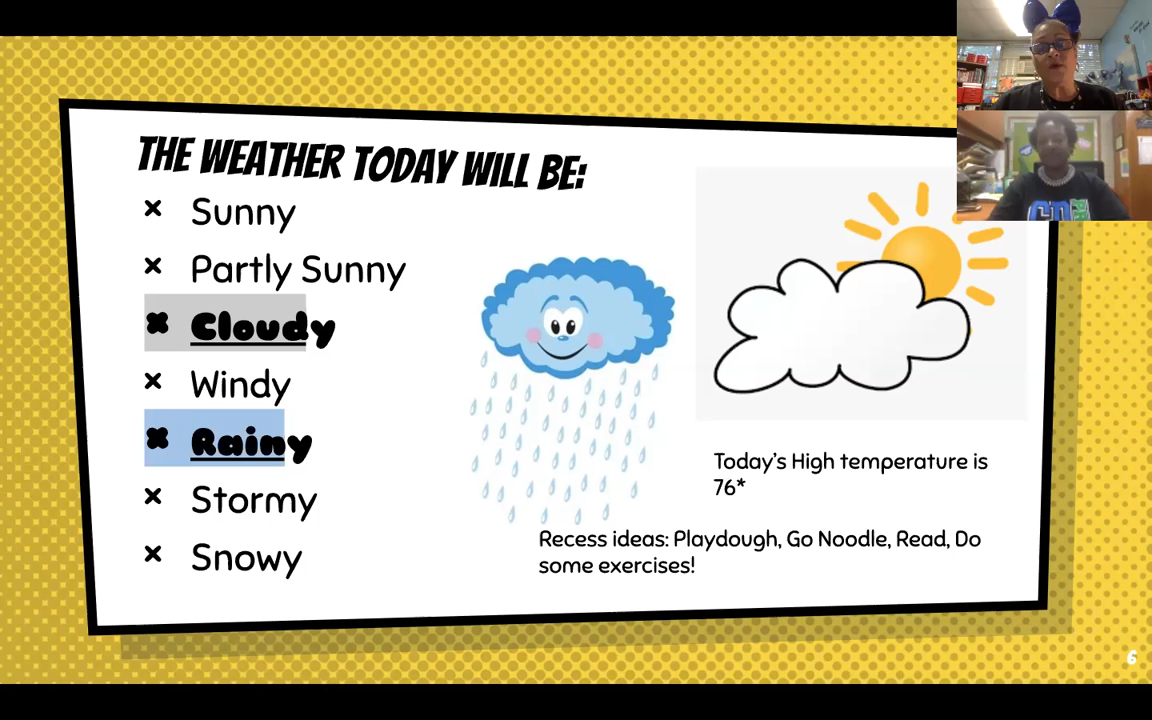 THE WEATHER TODAY WILL BE:
× Sunny
× Partly Sunny
× Cloudy
× Windy
× Rainy
× Stormy
× Snowy
Today's High temperature is
76*
Recess ideas: Playdough, Go Noodle, Read, Do
some exercises!
6